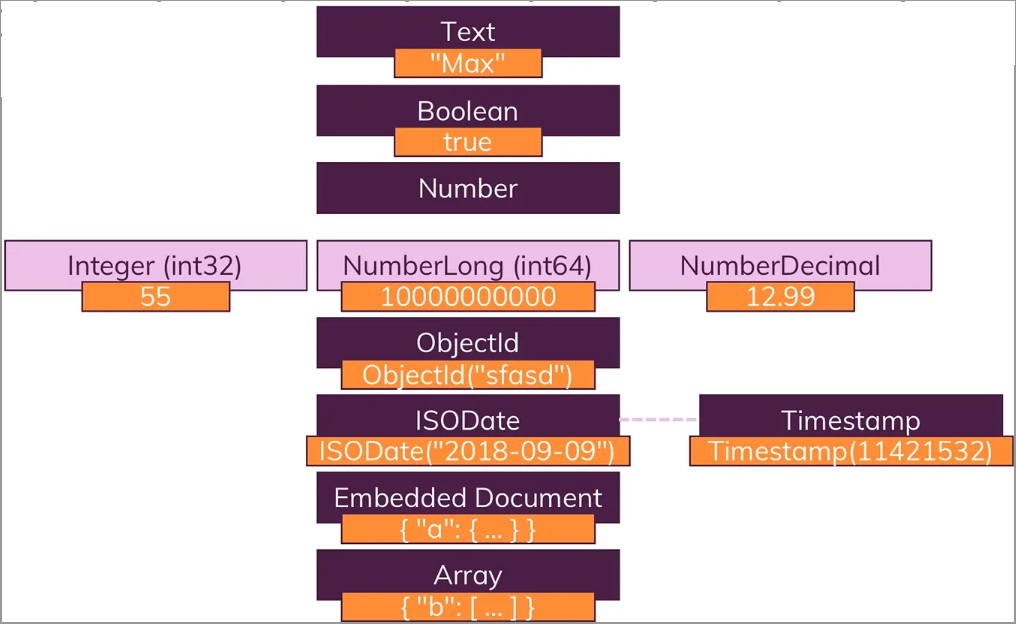 Text
"Max"
Boolean
true
Number
Integer (int32)
55
NumberLong (int64)
10000000000
NumberDecimal
12.99
ObjectId
ObjectId("sfasd")
ISODate
ISODate("2018-09-09")
Timestamp
Timestamp(11421532)
Embedded Document
{ "a": { ... } }
Array
{ "b": [ ... ] }